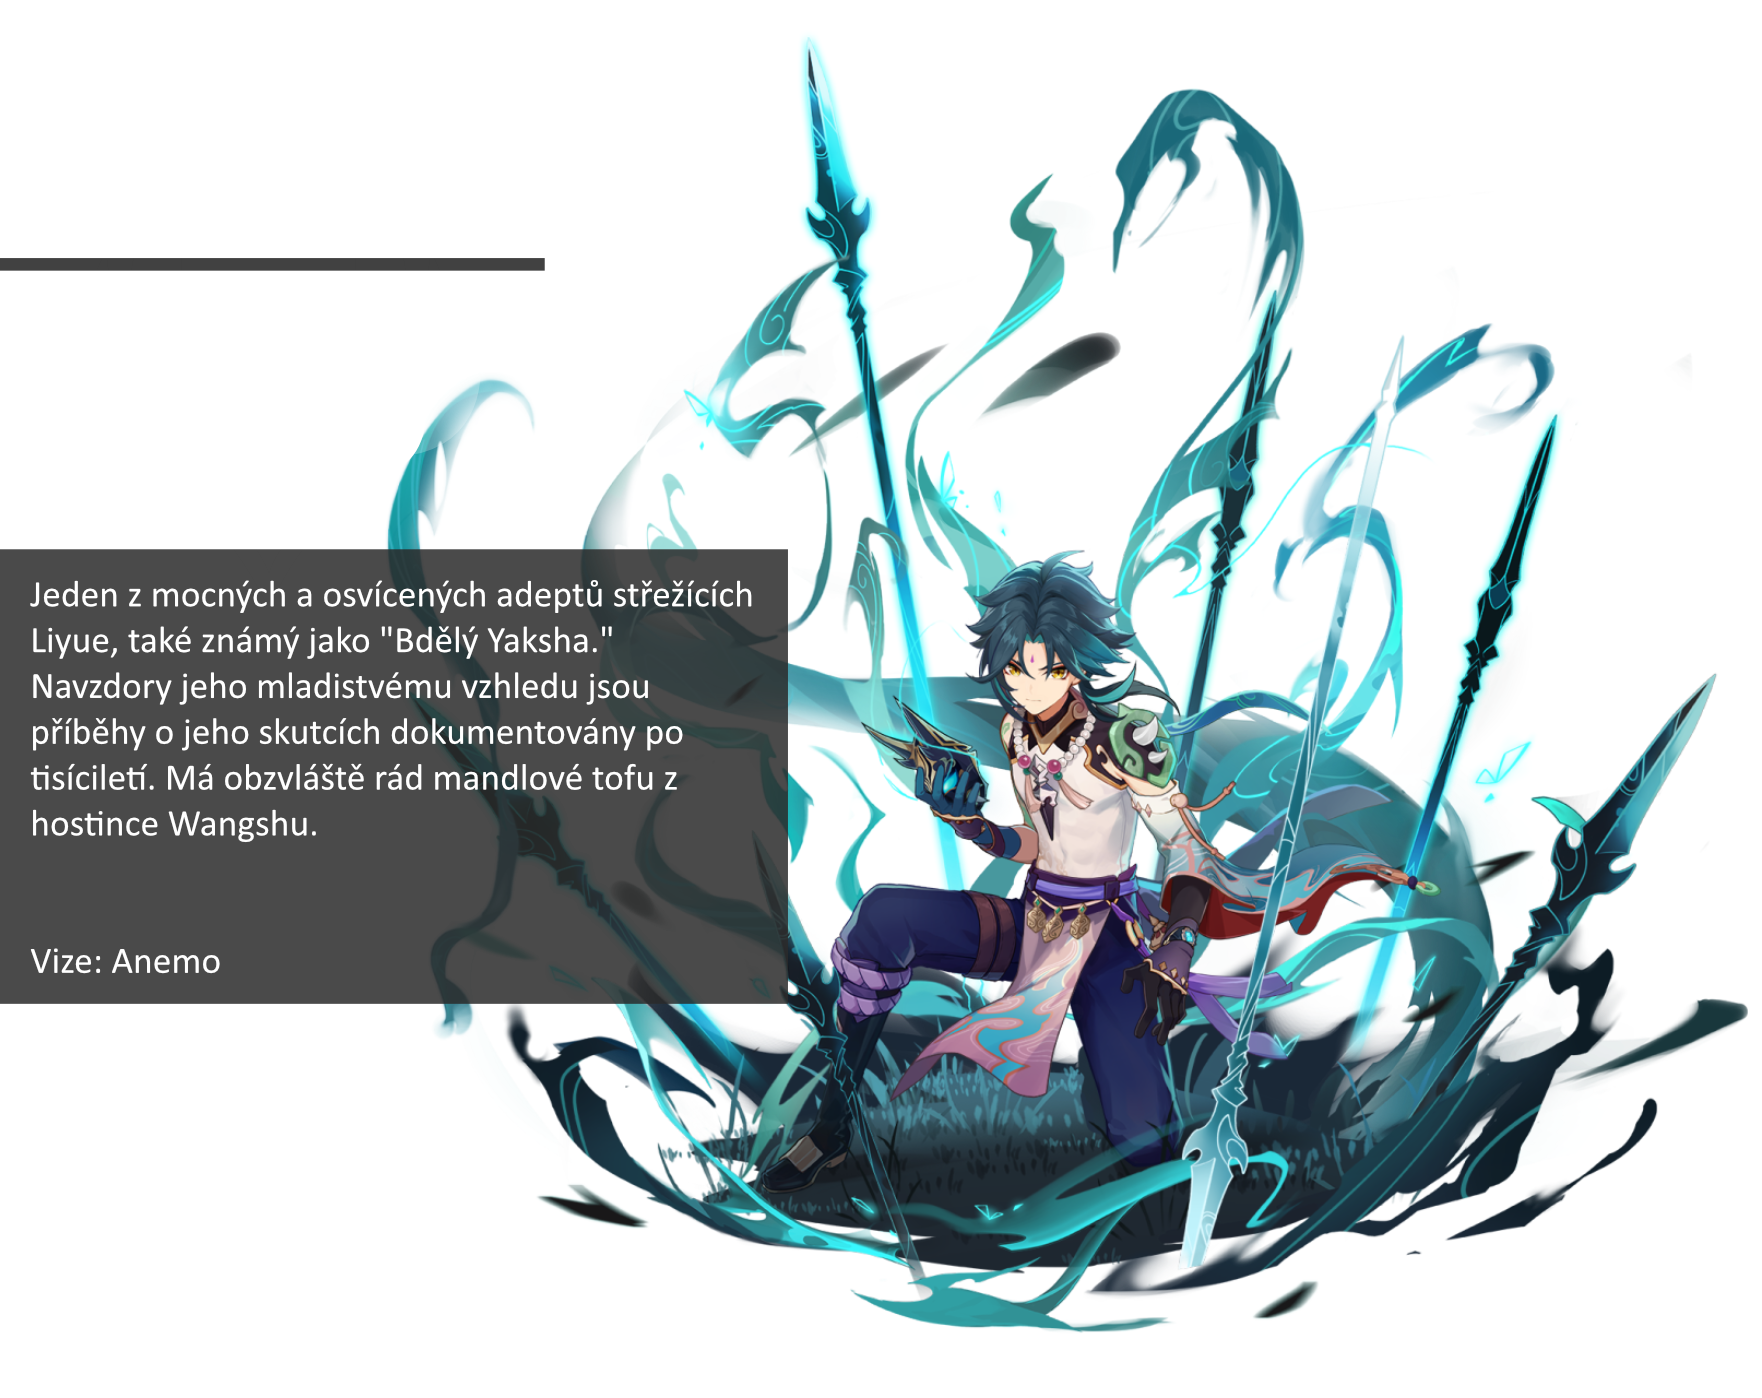 Jeden z mocných a osvícených adeptů střežících
Liyue, také známý jako "Bdělý Yaksha."
Navzdory jeho mladistvému vzhledu jsou
příběhy o jeho skutcích dokumentovány po
tisíciletí. Má obzvláště rád mandlové tofu z
hostince Wangshu.
Vize: Anemo